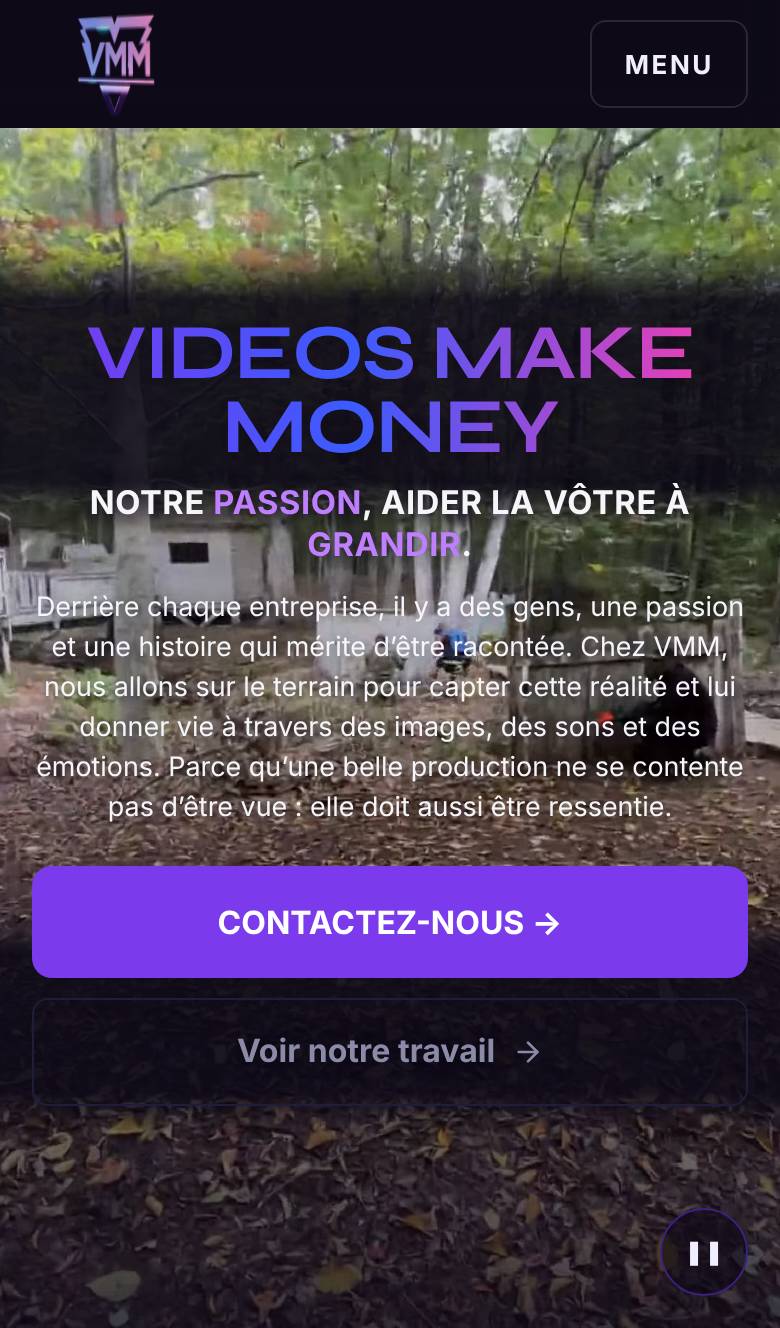 VMM
MENU
VIDEOS MAKE
MONEY
NOTRE PASSION, AIDER LA VÔTRE À
GRANDIR.
Derrière chaque entreprise, il y a des gens, une passion
et une histoire qui mérite d’être racontée. Chez VMM,
nous allons sur le terrain pour capter cette réalité et lui
donner vie à travers des images, des sons et des
émotions. Parce qu’une belle production ne se contente
pas d’être vue : elle doit aussi être ressentie.
CONTACTEZ-NOUS →
Voir notre travail →